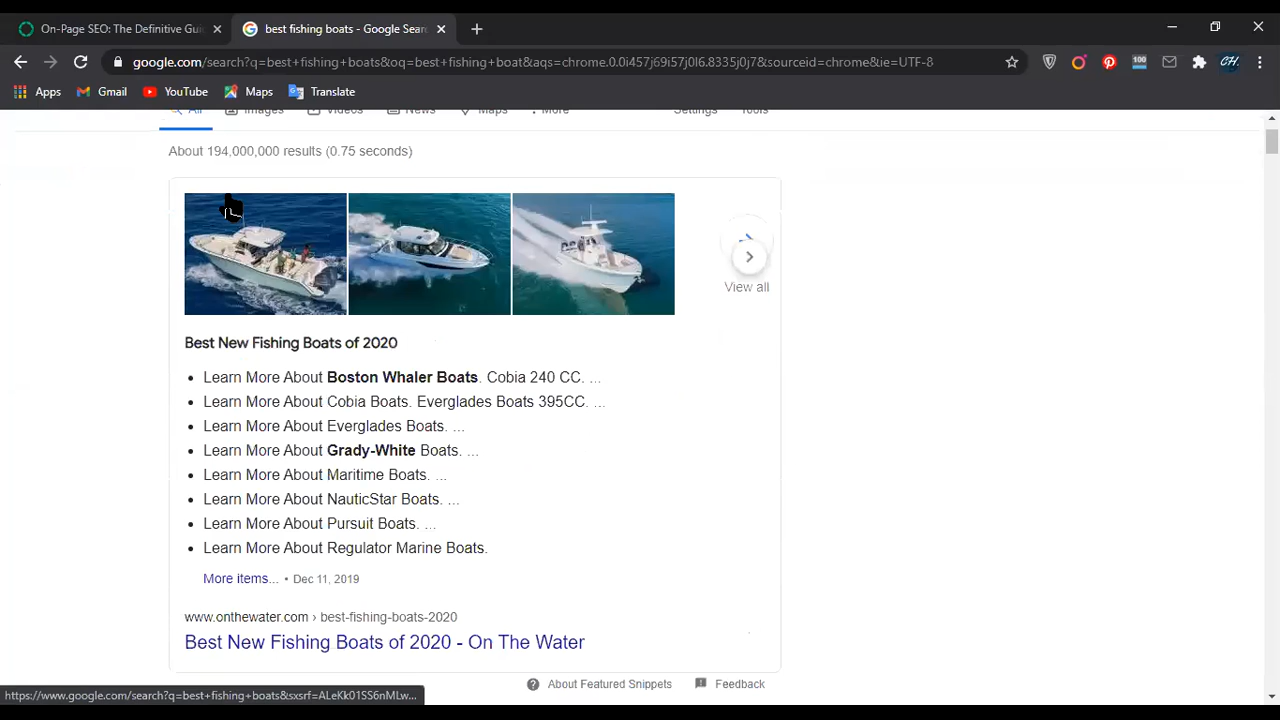 On-Page SEO: The Definitive Gui
best fishing boats - Google Sear
google.com/search?q=best+fishing+boats&oq=best+fishing+boat&aqs=chrome.0.0i457j69i57j0l6.8335j0j7&sourceid=chrome&ie=UTF-8
100
CH
Apps Gmail YouTube Maps Translate
All Images Videos News Maps More Settings Tools
About 194,000,000 results (0.75 seconds)
View all
Best New Fishing Boats of 2020
• Learn More About Boston Whaler Boats. Cobia 240 CC. ...
• Learn More About Cobia Boats. Everglades Boats 395CC. ...
• Learn More About Everglades Boats. ...
• Learn More About Grady-White Boats. ...
• Learn More About Maritime Boats. ...
• Learn More About NauticStar Boats. ...
• Learn More About Pursuit Boats. ...
• Learn More About Regulator Marine Boats.
More items... • Dec 11, 2019
www.onthewater.com › best-fishing-boats-2020
Best New Fishing Boats of 2020 - On The Water
About Featured Snippets Feedback
https://www.google.com/search?q=best+fishing+boats&sxsrf=ALeKk01SS6nMLw...